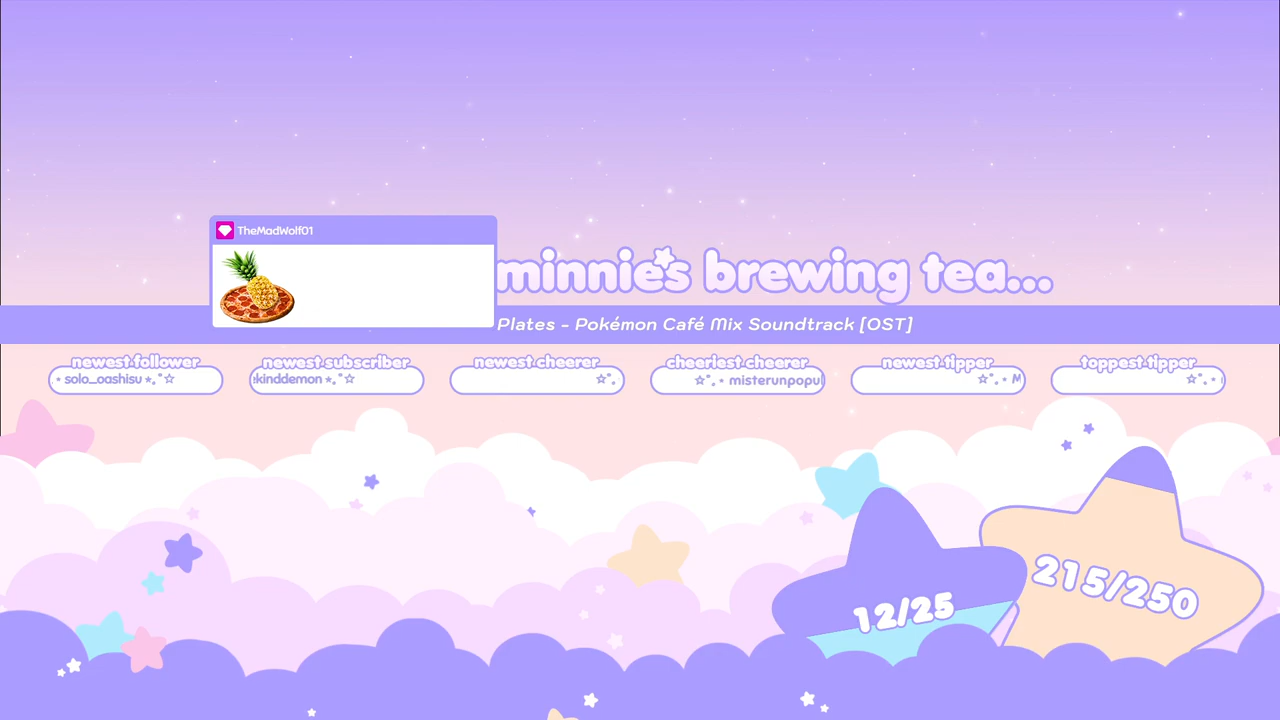 TheMadWolf01
minnie's brewing tea...
Plates - Pokémon Café Mix Soundtrack [OST]
newest follower
newest subscriber
newest cheerer
cheeriest cheerer
newest tipper
toppest tipper
solo_oashisu
kinddemon
misterunpopul
M
12/25
215/250